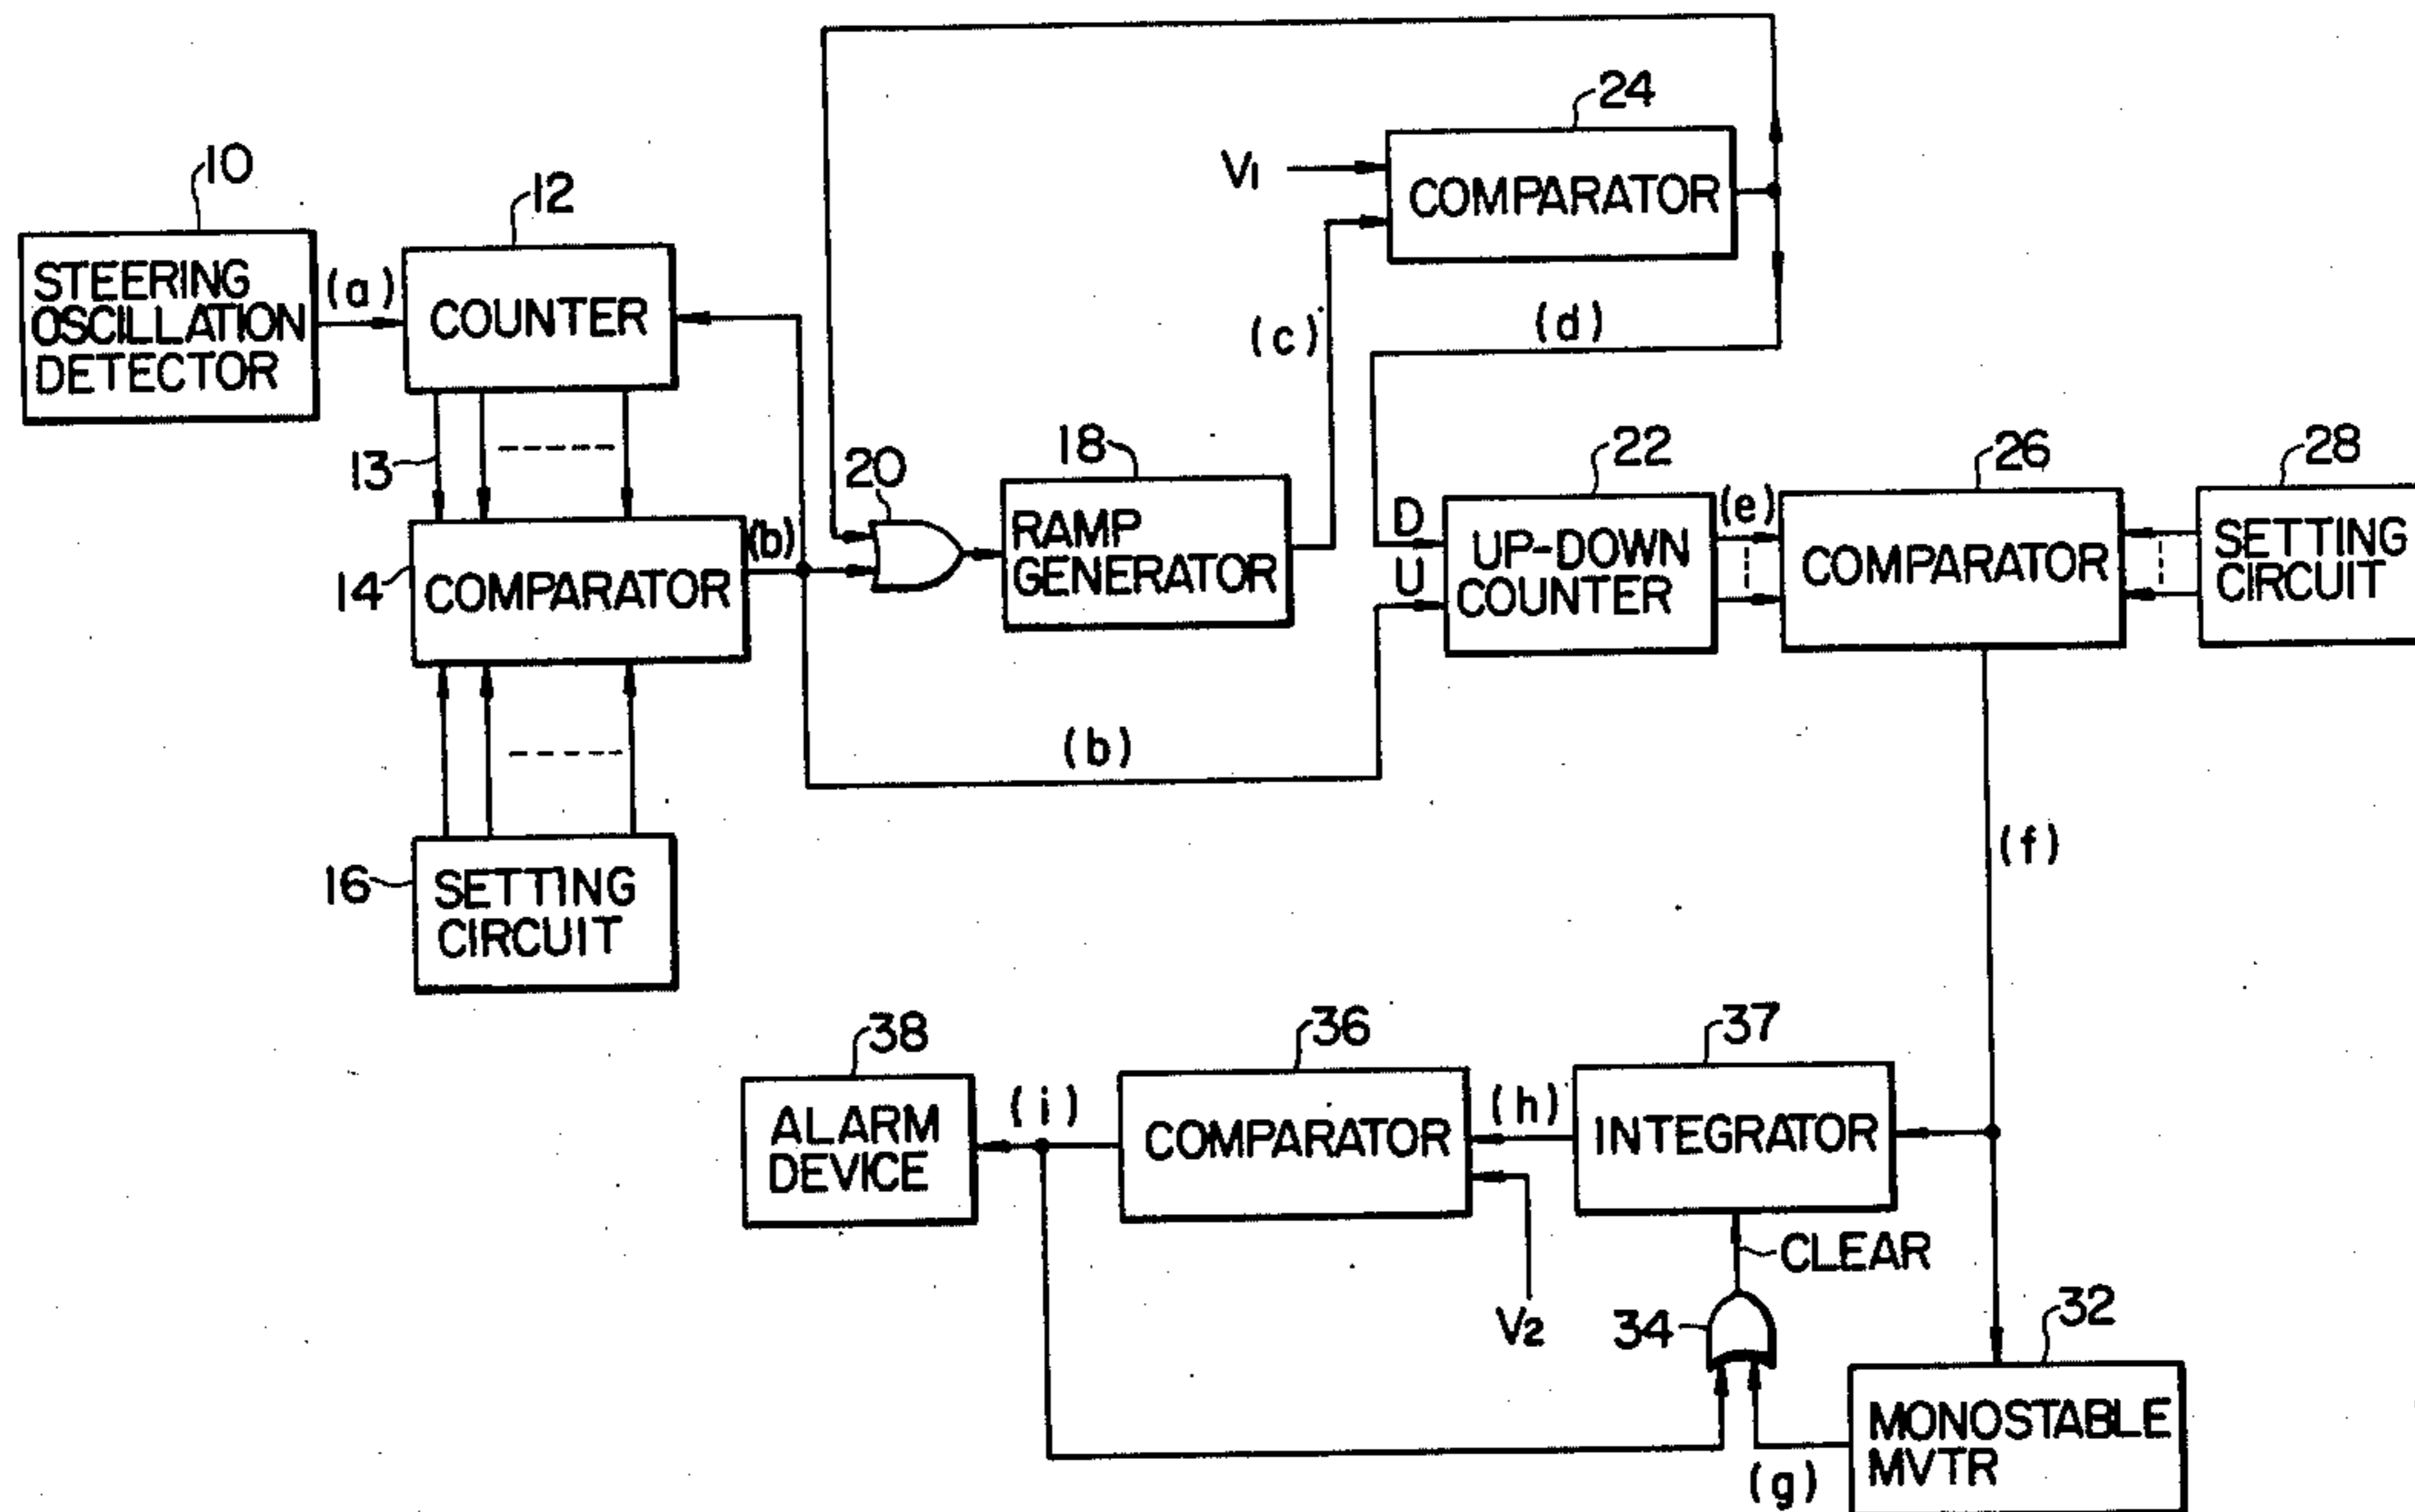 24
V1
COMPARATOR
10
12
STEERING
OSCILLATION
DETECTOR
(a)
COUNTER
(c)
(d)
13
20
18
22
26
28
RAMP
GENERATOR
D
U
UP-DOWN
COUNTER
(e)
COMPARATOR
SETTING
CIRCUIT
14
COMPARATOR
(b)
(b)
16
SETTING
CIRCUIT
(f)
38
36
37
ALARM
DEVICE
(i)
COMPARATOR
(h)
INTEGRATOR
CLEAR
V2
34
32
MONOSTABLE
MVTR
(g)